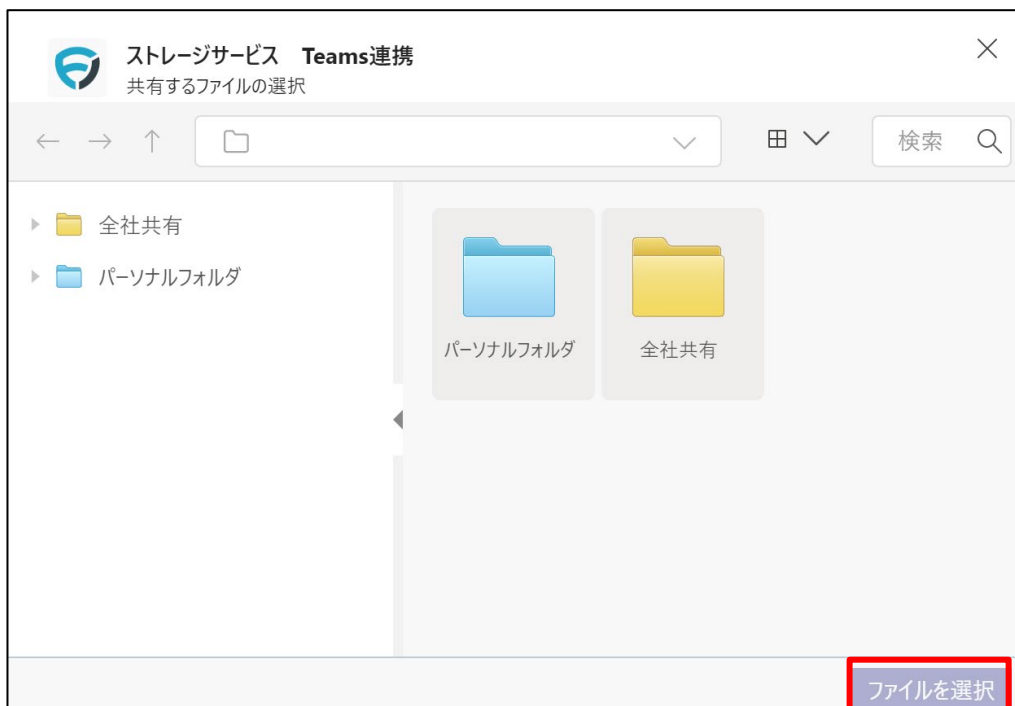 ストレージサービス　Teams連携
共有するファイルの選択
検索
全社共有
パーソナルフォルダ
パーソナルフォルダ
全社共有
ファイルを選択